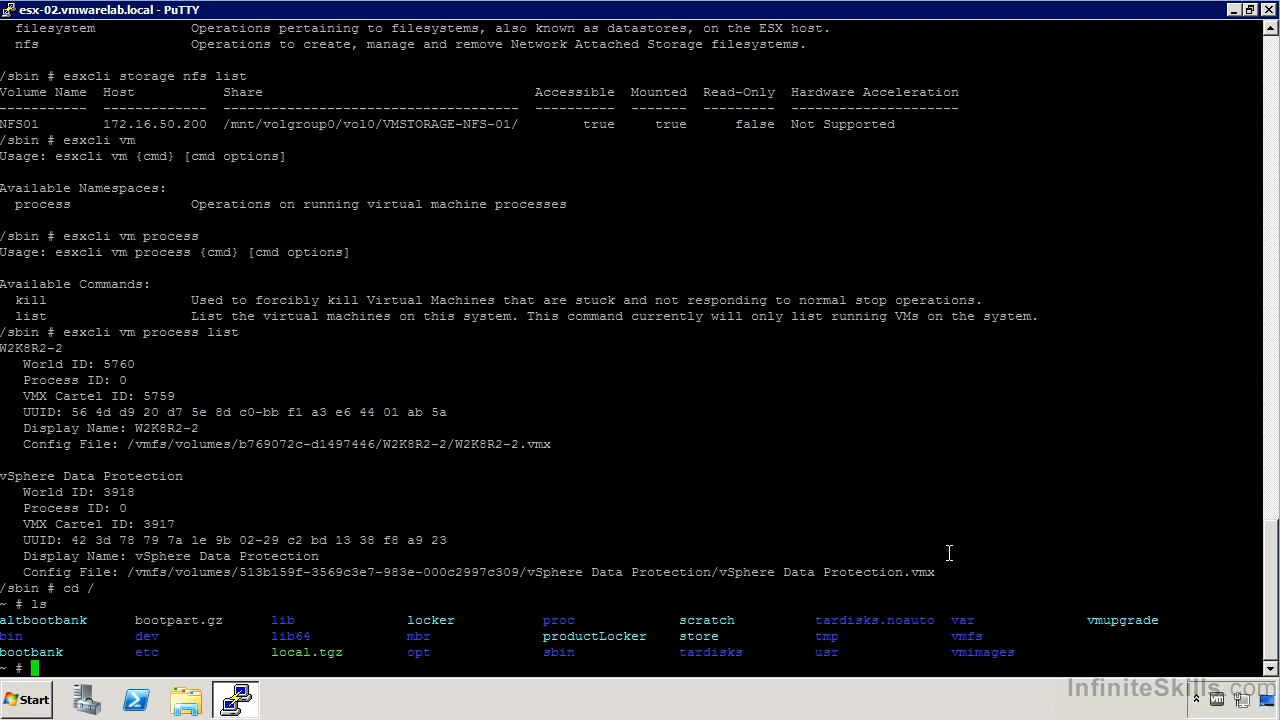 esx-02.vmwarelab.local - PuTTY
filesystem Operations pertaining to filesystems, also known as datastores, on the ESX host.
nfs Operations to create, manage and remove Network Attached Storage filesystems.
/sbin # esxcli storage nfs list
Volume Name Host Share Accessible Mounted Read-Only Hardware Acceleration
----------- ------------- ------------------------------------- ---------- ------- --------- ---------------------
NFS01 172.16.50.200 /mnt/volgroup0/vol0/VMSTORAGE-NFS-01/ true true false Not Supported
/sbin # esxcli vm
Usage: esxcli vm {cmd} [cmd options]
Available Namespaces:
process Operations on running virtual machine processes
/sbin # esxcli vm process
Usage: esxcli vm process {cmd} [cmd options]
Available Commands:
kill Used to forcibly kill Virtual Machines that are stuck and not responding to normal stop operations.
list List the virtual machines on this system. This command currently will only list running VMs on the system.
/sbin # esxcli vm process list
W2K8R2-2
World ID: 5760
Process ID: 0
VMX Cartel ID: 5759
UUID: 56 4d d9 20 d7 5e 8d c0-bb f1 a3 e6 44 01 ab 5a
Display Name: W2K8R2-2
Config File: /vmfs/volumes/b769072c-d1497446/W2K8R2-2/W2K8R2-2.vmx
vSphere Data Protection
World ID: 3918
Process ID: 0
VMX Cartel ID: 3917
UUID: 42 3d 78 79 7a 1e 9b 02-29 c2 bd 13 38 f8 a9 23
Display Name: vSphere Data Protection
Config File: /vmfs/volumes/513b159f-3569c3e7-983e-000c2997c309/vSphere Data Protection/vSphere Data Protection.vmx
/sbin # cd /
~ # ls
altbootbank bootpart.gz lib locker proc scratch tardisks.noauto var vmupgrade
bin dev lib64 mbr productLocker store tmp vmfs
bootbank etc local.tgz opt sbin tardisks usr vmimages
~ #
Start
InfiniteSkills.com